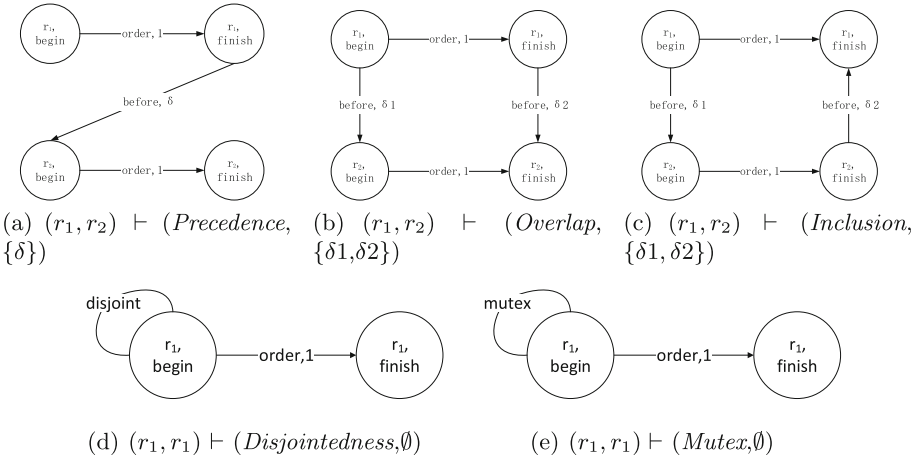 r₁, begin
order, 1
r₁, finish
before, δ
r₂, begin
order, 1
r₂, finish
(a) (r₁, r₂) ⊢ (Precedence, {δ})
r₁, begin
order, 1
r₁, finish
before, δ1
before, δ2
r₂, begin
order, 1
r₂, finish
(b) (r₁, r₂) ⊢ (Overlap, {δ1,δ2})
r₁, begin
order, 1
r₁, finish
before, δ1
before, δ2
r₂, begin
order, 1
r₂, finish
(c) (r₁, r₂) ⊢ (Inclusion, {δ1, δ2})
disjoint
r₁, begin
order,1
r₁, finish
(d) (r₁, r₁) ⊢ (Disjointedness,∅)
mutex
r₁, begin
order,1
r₁, finish
(e) (r₁, r₁) ⊢ (Mutex,∅)